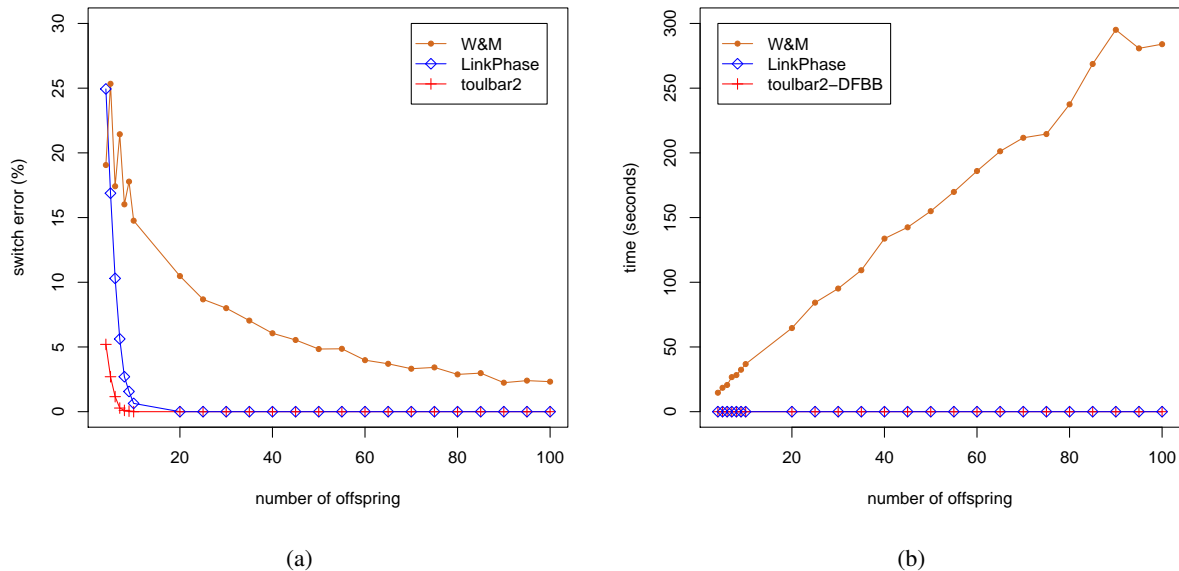 switch error (%)
30
25
20
15
10
5
0
W&M
LinkPhase
toulbar2
20 40 60 80 100
number of offspring
(a)
time (seconds)
300
250
200
150
100
50
0
W&M
LinkPhase
toulbar2−DFBB
20 40 60 80 100
number of offspring
(b)